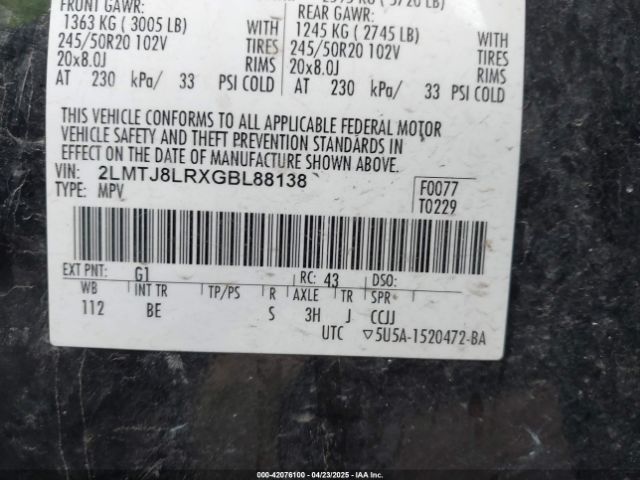 FRONT GAWR:
1363 KG ( 3005 LB) WITH
245/50R20 102V TIRES
20x8.0J RIMS
AT 230 kPa/ 33 PSI COLD
REAR GAWR:
1245 KG ( 2745 LB) WITH
245/50R20 102V TIRES
20x8.0J RIMS
AT 230 kPa/ 33 PSI COLD
THIS VEHICLE CONFORMS TO ALL APPLICABLE FEDERAL MOTOR
VEHICLE SAFETY AND THEFT PREVENTION STANDARDS IN
EFFECT ON THE DATE OF MANUFACTURE SHOWN ABOVE.
VIN: 2LMTJ8LRXGBL88138
TYPE: MPV
F0077
T0229
EXT PNT: G1 RC: 43 DSO:
WB INT TR TP/PS R AXLE TR SPR
112 BE S 3H J CCJJ
UTC ▽5U5A-1520472-BA
000-42076100 - 04/23/2025 - IAA Inc.